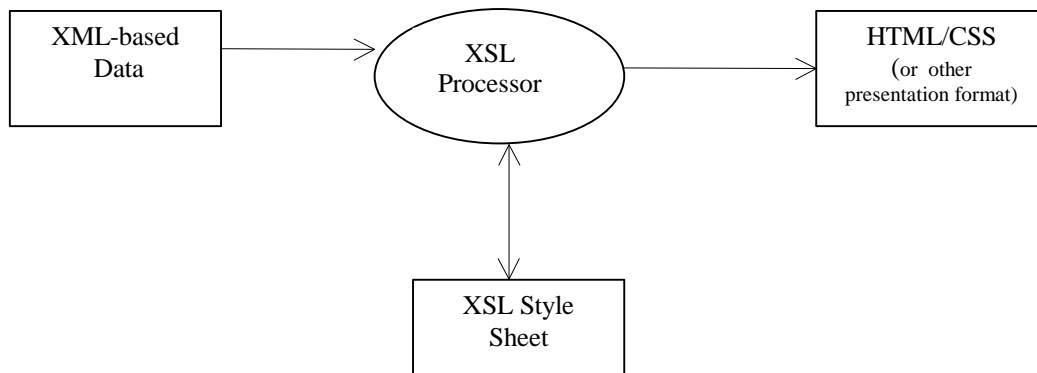 XML-based
Data
XSL
Processor
HTML/CSS
(or other
presentation format)
XSL Style
Sheet